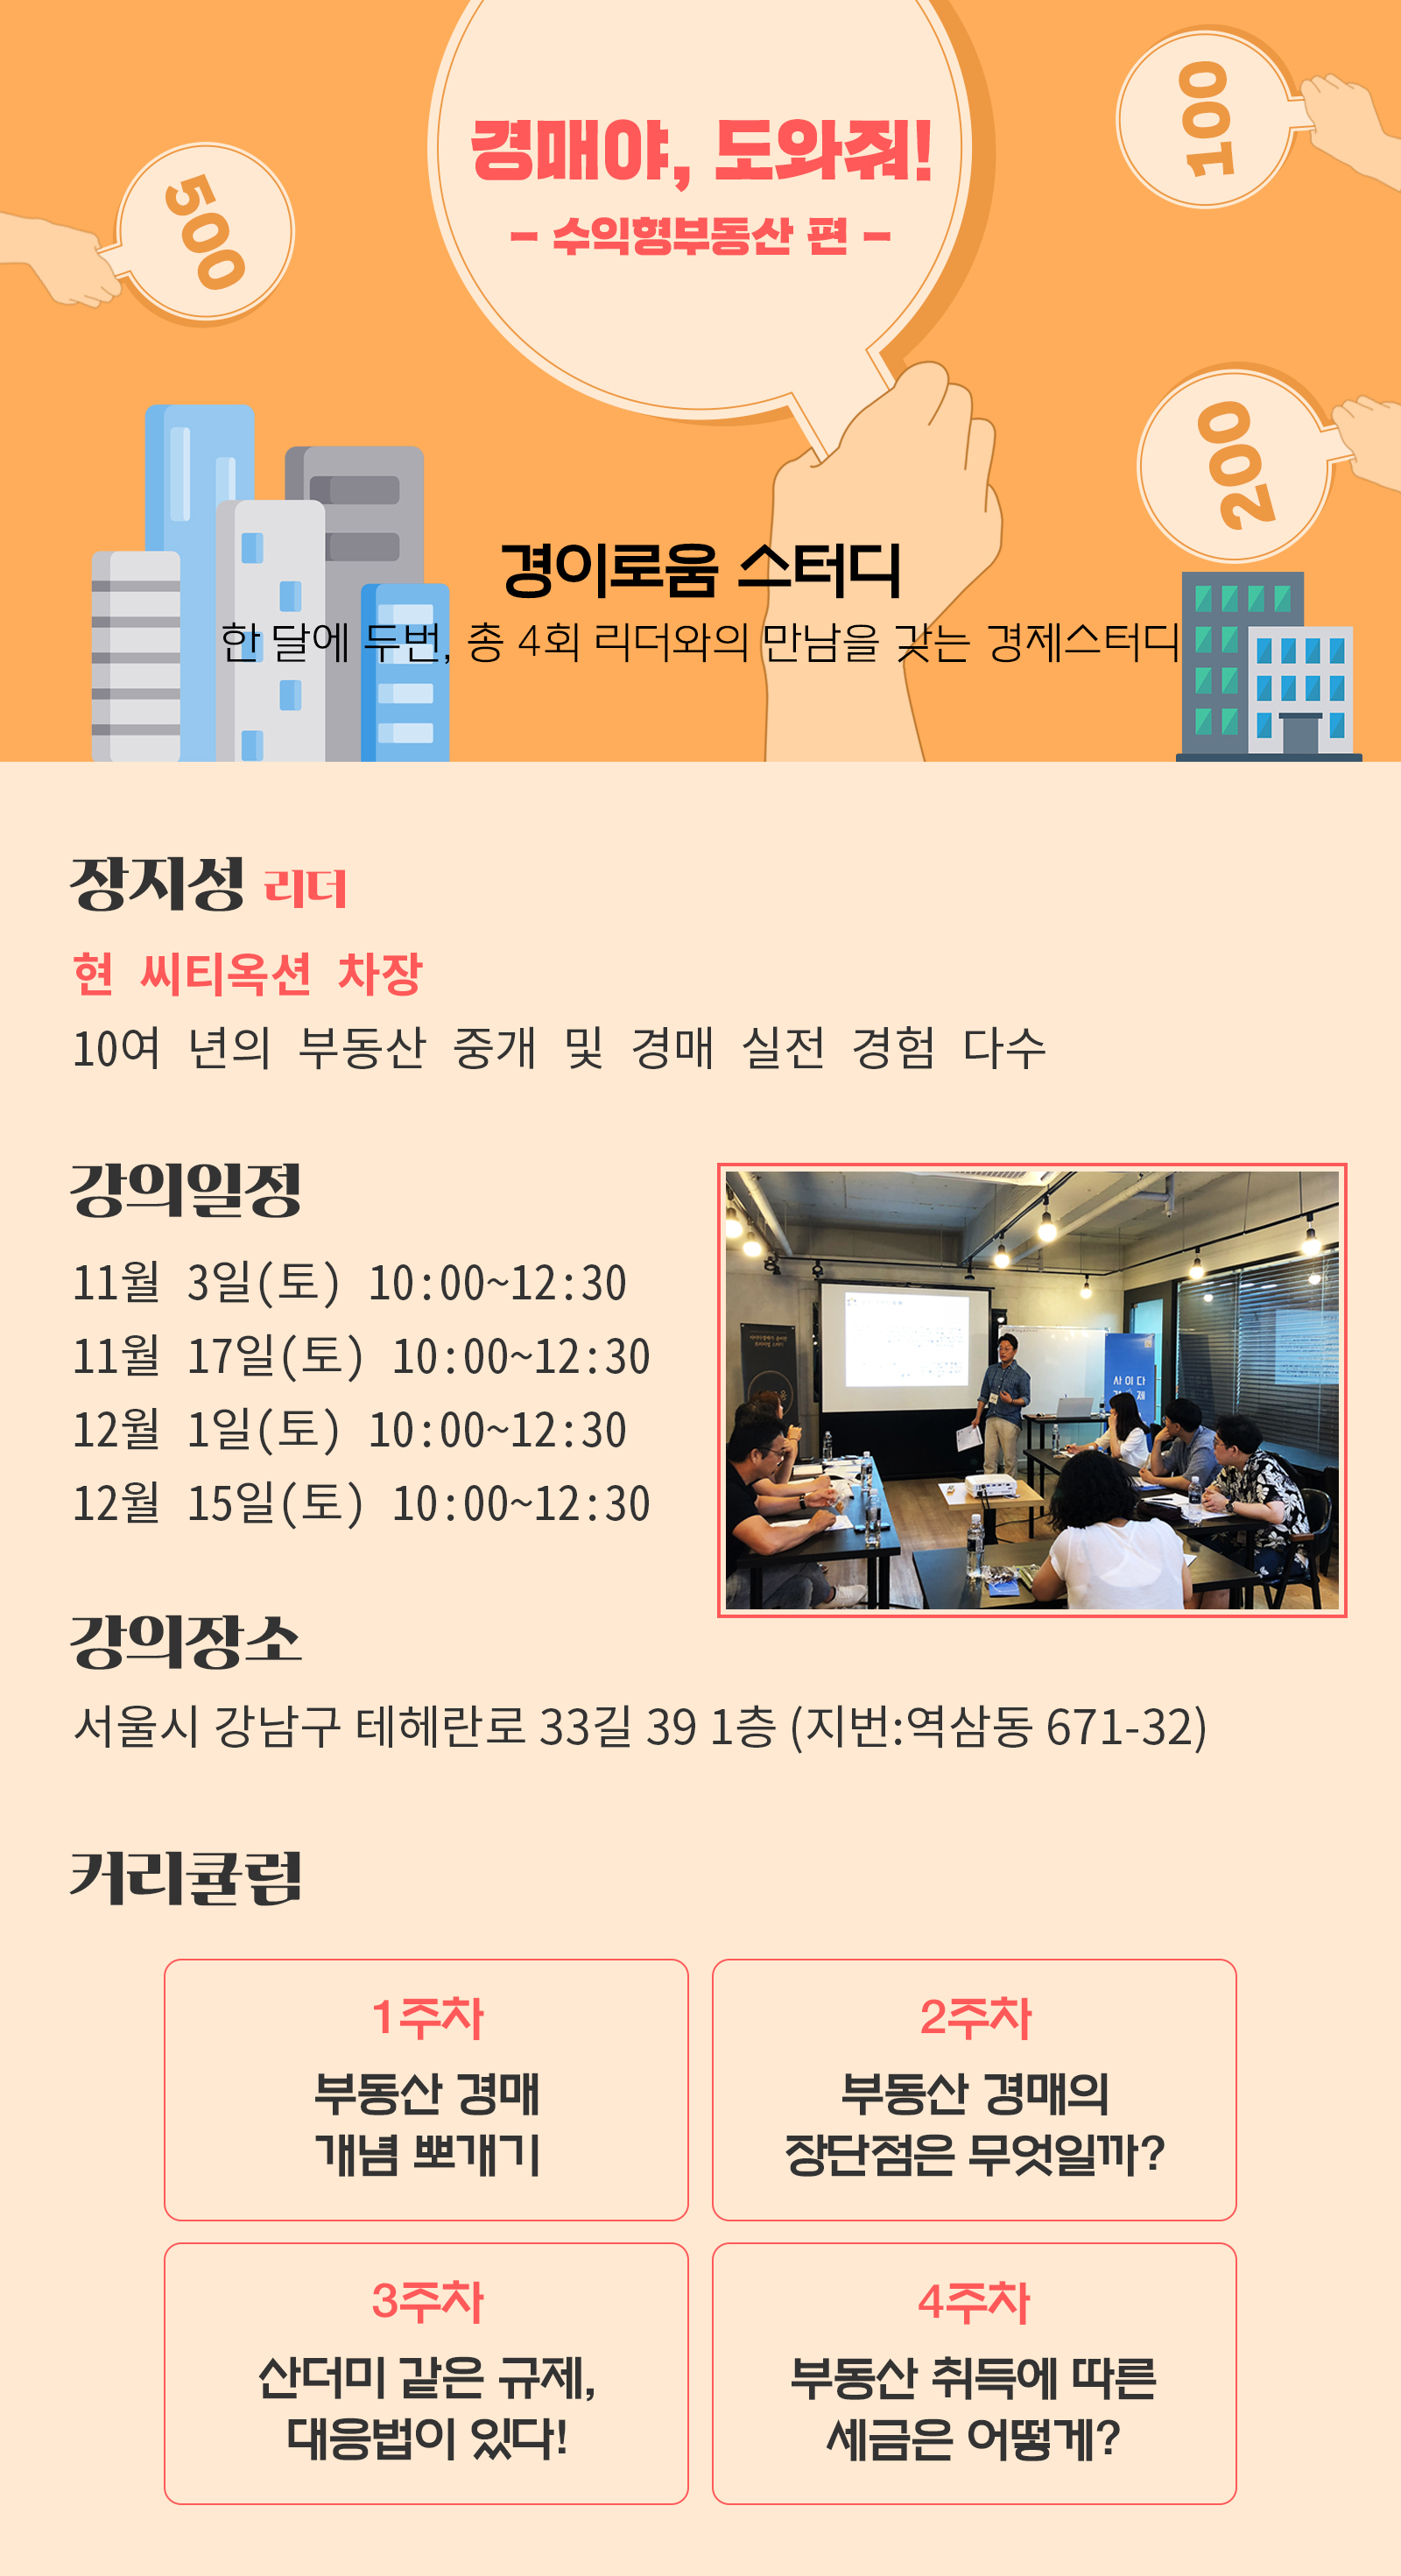 경매야, 도와줘!
- 수익형부동산 편 -
500
100
200
경이로움 스터디
한 달에 두번, 총 4회 리더와의 만남을 갖는 경제스터디
장지성 리더
현 씨티옥션 차장
10여 년의 부동산 중개 및 경매 실전 경험 다수
강의일정
11월 3일(토) 10:00~12:30
11월 17일(토) 10:00~12:30
12월 1일(토) 10:00~12:30
12월 15일(토) 10:00~12:30
사이다
강의장소
서울시 강남구 테헤란로 33길 39 1층 (지번:역삼동 671-32)
커리큘럼
1주차
부동산 경매
개념 뽀개기
2주차
부동산 경매의
장단점은 무엇일까?
3주차
산더미 같은 규제,
대응법이 있다!
4주차
부동산 취득에 따른
세금은 어떻게?